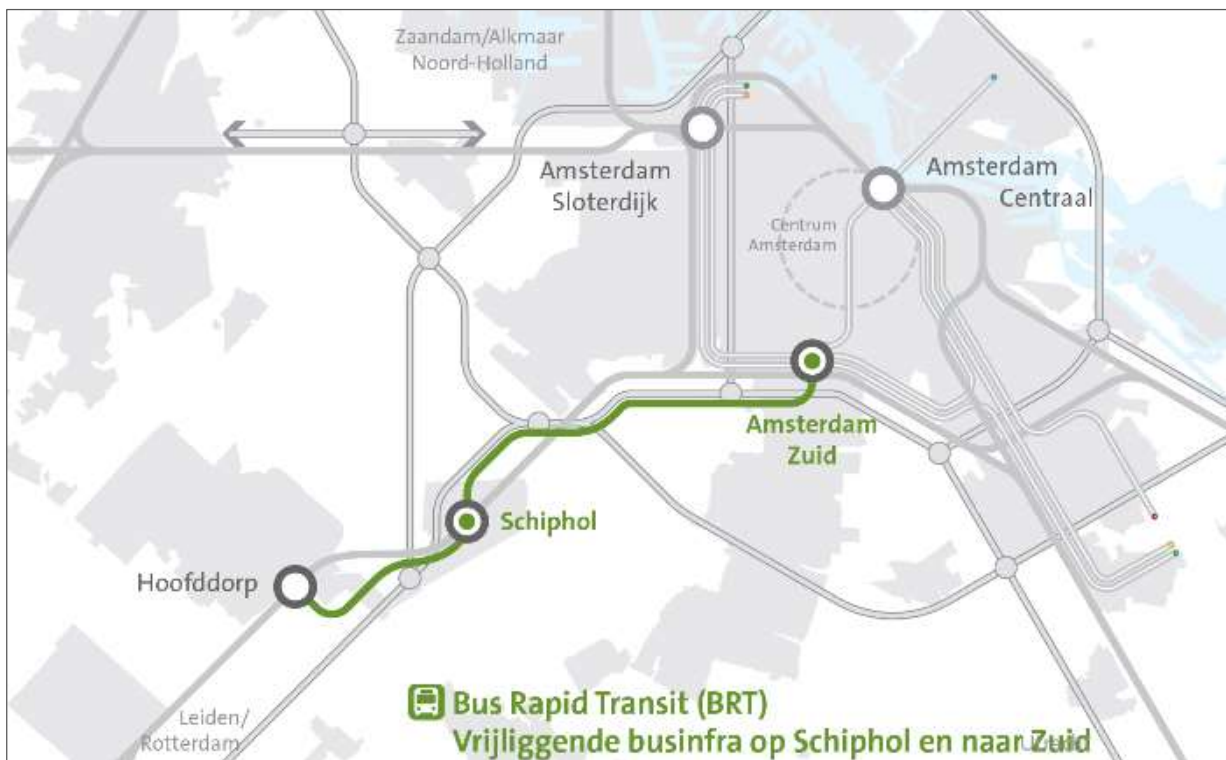 Zaandam/Alkmaar
Noord-Holland
Amsterdam
Sloterdijk
Amsterdam
Centraal
Centrum
Amsterdam
Amsterdam
Zuid
Schiphol
Hoofddorp
Leiden/
Rotterdam
Bus Rapid Transit (BRT)
Vrijliggende businfra op Schiphol en naar Zuid